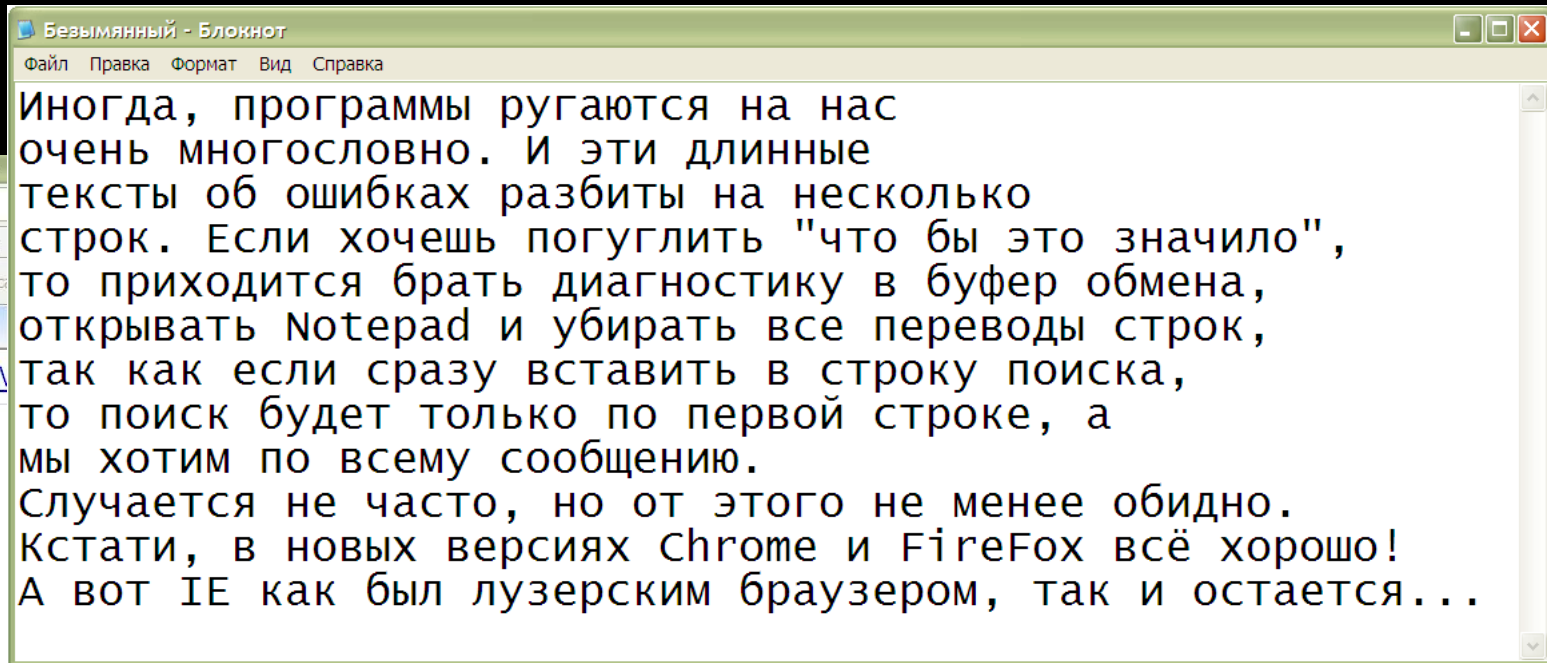 Безымянный - Блокнот
Файл Правка Формат Вид Справка
Иногда, программы ругаются на нас
очень многословно. И эти длинные
тексты об ошибках разбиты на несколько
строк. Если хочешь погуглить "что бы это значило",
то приходится брать диагностику в буфер обмена,
открывать Notepad и убирать все переводы строк,
так как если сразу вставить в строку поиска,
то поиск будет только по первой строке, а
мы хотим по всему сообщению.
Случается не часто, но от этого не менее обидно.
Кстати, в новых версиях Chrome и FireFox всё хорошо!
А вот IE как был лузерским браузером, так и остается...